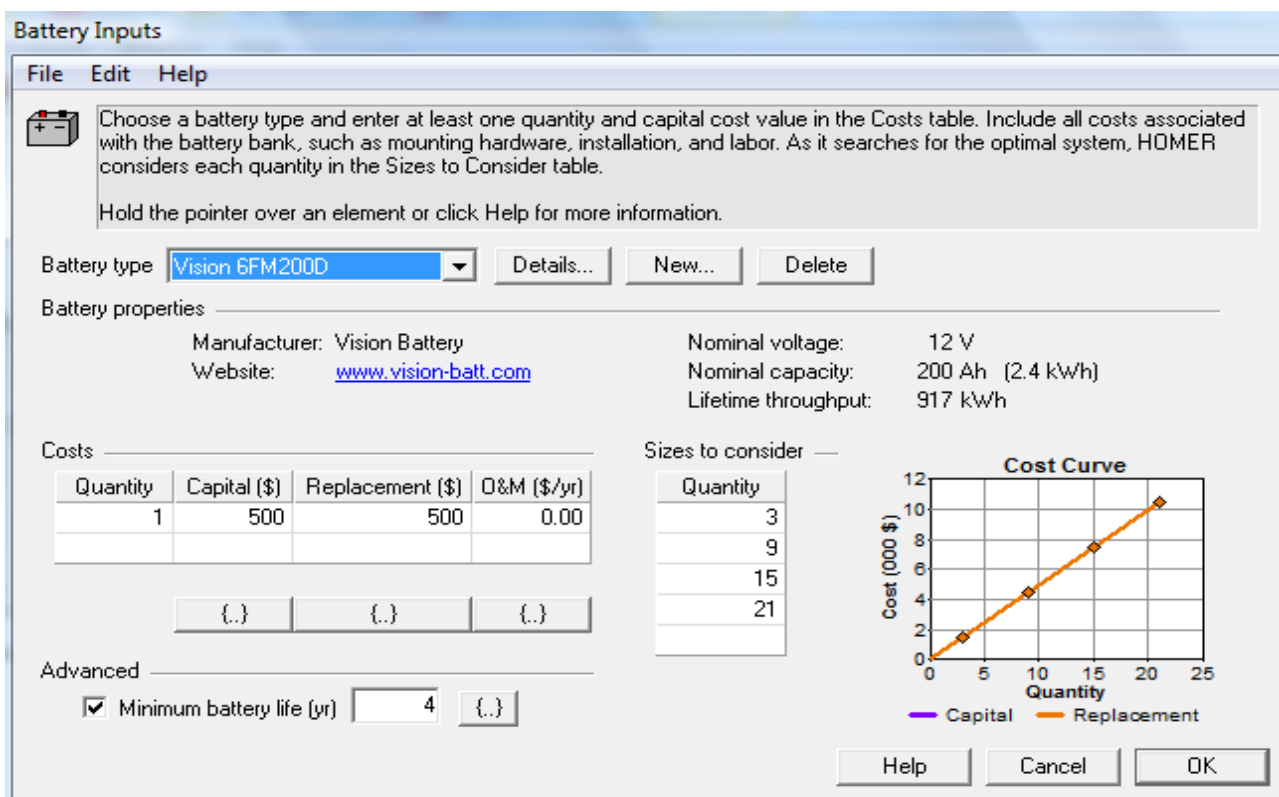 Battery Inputs
File Edit Help
Choose a battery type and enter at least one quantity and capital cost value in the Costs table. Include all costs associated
with the battery bank, such as mounting hardware, installation, and labor. As it searches for the optimal system, HOMER
considers each quantity in the Sizes to Consider table.
Hold the pointer over an element or click Help for more information.
Battery type Vision 6FM200D Details... New... Delete
Battery properties
Manufacturer: Vision Battery
Website: www.vision-batt.com
Nominal voltage: 12 V
Nominal capacity: 200 Ah (2.4 kWh)
Lifetime throughput: 917 kWh
Costs
Quantity Capital ($) Replacement ($) O&M ($/yr)
1 500 500 0.00
{..} {..} {..}
Sizes to consider
Quantity
3
9
15
21
Cost Curve
Cost (000 $)
12
10
8
6
4
2
0
0 5 10 15 20 25
Quantity
Capital Replacement
Advanced
Minimum battery life (yr) 4 {..}
Help Cancel OK